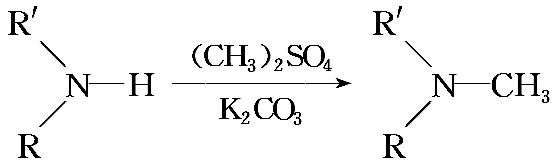 R′ R′
(CH₃)₂SO₄
N—H N—CH₃
K₂CO₃
R R